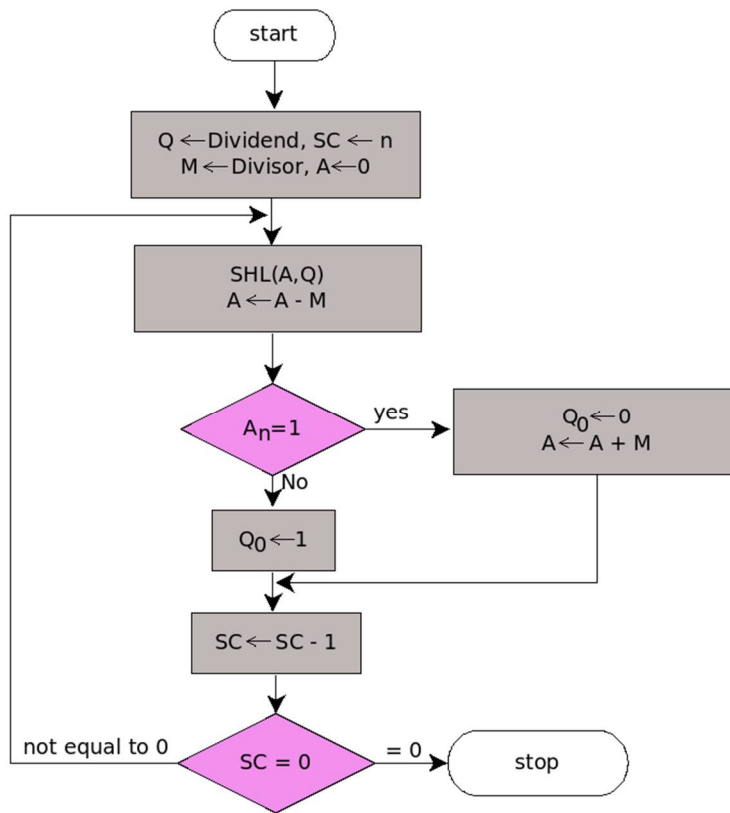 start
Q ←Dividend, SC ← n
M ←Divisor, A←0
SHL(A,Q)
A ←A - M
An=1
yes
Q0←0
A← A + M
No
Q0←1
SC← SC - 1
not equal to 0
SC = 0
= 0
stop